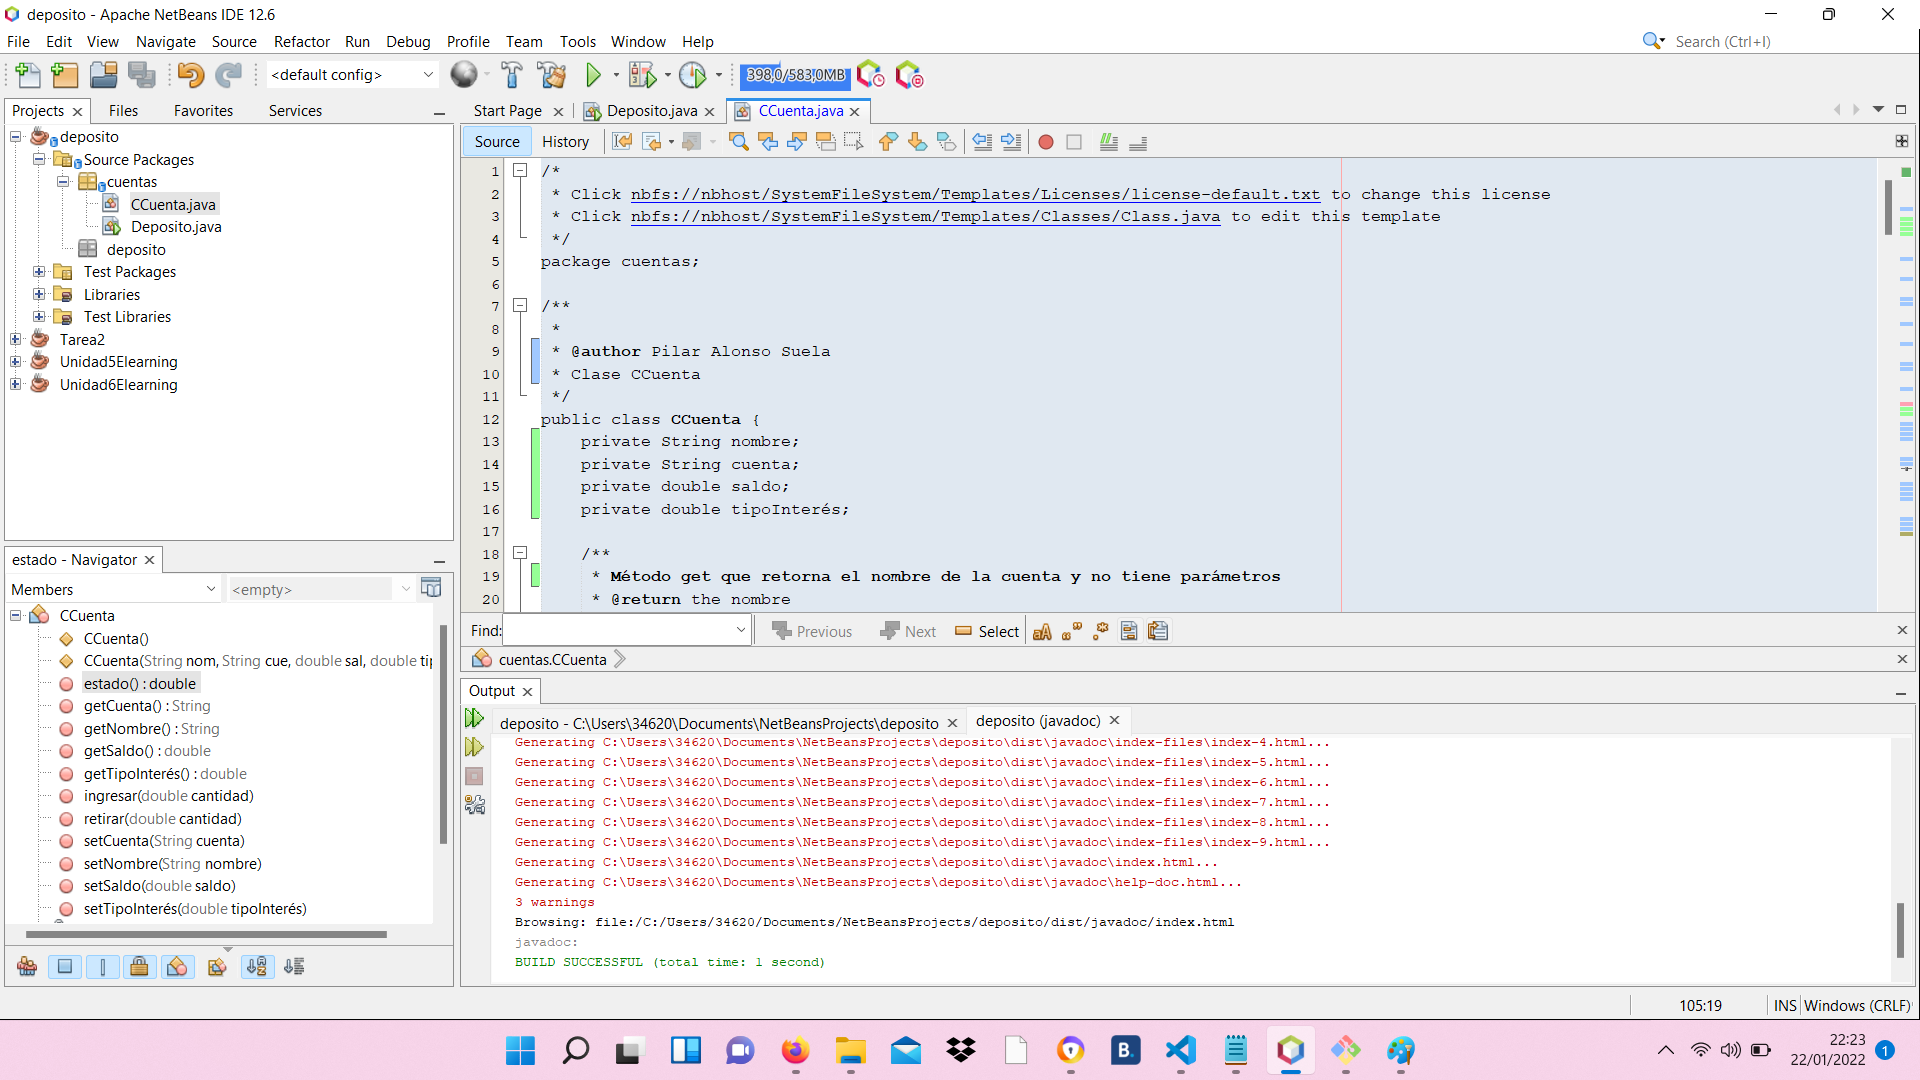 deposito - Apache NetBeans IDE 12.6
File Edit View Navigate Source Refactor Run Debug Profile Team Tools Window Help
Search (Ctrl+I)
<default config>
398,0/583,0MB
Projects Files Favorites Services
deposito
Source Packages
cuentas
CCuenta.java
Deposito.java
deposito
Test Packages
Libraries
Test Libraries
Tarea2
Unidad5Elearning
Unidad6Elearning
estado - Navigator
Members
<empty>
CCuenta
CCuenta()
CCuenta(String nom, String cue, double sal, double ti
estado() : double
getCuenta() : String
getNombre() : String
getSaldo() : double
getTipoInterés() : double
ingresar(double cantidad)
retirar(double cantidad)
setCuenta(String cuenta)
setNombre(String nombre)
setSaldo(double saldo)
setTipoInterés(double tipoInterés)
Start Page Deposito.java CCuenta.java
Source History
1 /*
2 * Click nbfs://nbhost/SystemFileSystem/Templates/Licenses/license-default.txt to change this license
3 * Click nbfs://nbhost/SystemFileSystem/Templates/Classes/Class.java to edit this template
4 */
5 package cuentas;
6
7 /**
8 *
9 * @author Pilar Alonso Suela
10 * Clase CCuenta
11 */
12 public class CCuenta {
13 private String nombre;
14 private String cuenta;
15 private double saldo;
16 private double tipoInterés;
17
18 /**
19 * Método get que retorna el nombre de la cuenta y no tiene parámetros
20 * @return the nombre
Find: Previous Next Select
cuentas.CCuenta
Output
deposito - C:\Users\34620\Documents\NetBeansProjects\deposito deposito (javadoc)
Generating C:\Users\34620\Documents\NetBeansProjects\deposito\dist\javadoc\index-files\index-4.html...
Generating C:\Users\34620\Documents\NetBeansProjects\deposito\dist\javadoc\index-files\index-5.html...
Generating C:\Users\34620\Documents\NetBeansProjects\deposito\dist\javadoc\index-files\index-6.html...
Generating C:\Users\34620\Documents\NetBeansProjects\deposito\dist\javadoc\index-files\index-7.html...
Generating C:\Users\34620\Documents\NetBeansProjects\deposito\dist\javadoc\index-files\index-8.html...
Generating C:\Users\34620\Documents\NetBeansProjects\deposito\dist\javadoc\index-files\index-9.html...
Generating C:\Users\34620\Documents\NetBeansProjects\deposito\dist\javadoc\index.html...
Generating C:\Users\34620\Documents\NetBeansProjects\deposito\dist\javadoc\help-doc.html...
3 warnings
Browsing: file:/C:/Users/34620/Documents/NetBeansProjects/deposito/dist/javadoc/index.html
javadoc:
BUILD SUCCESSFUL (total time: 1 second)
105:19 INS Windows (CRLF)
22:23
22/01/2022
1